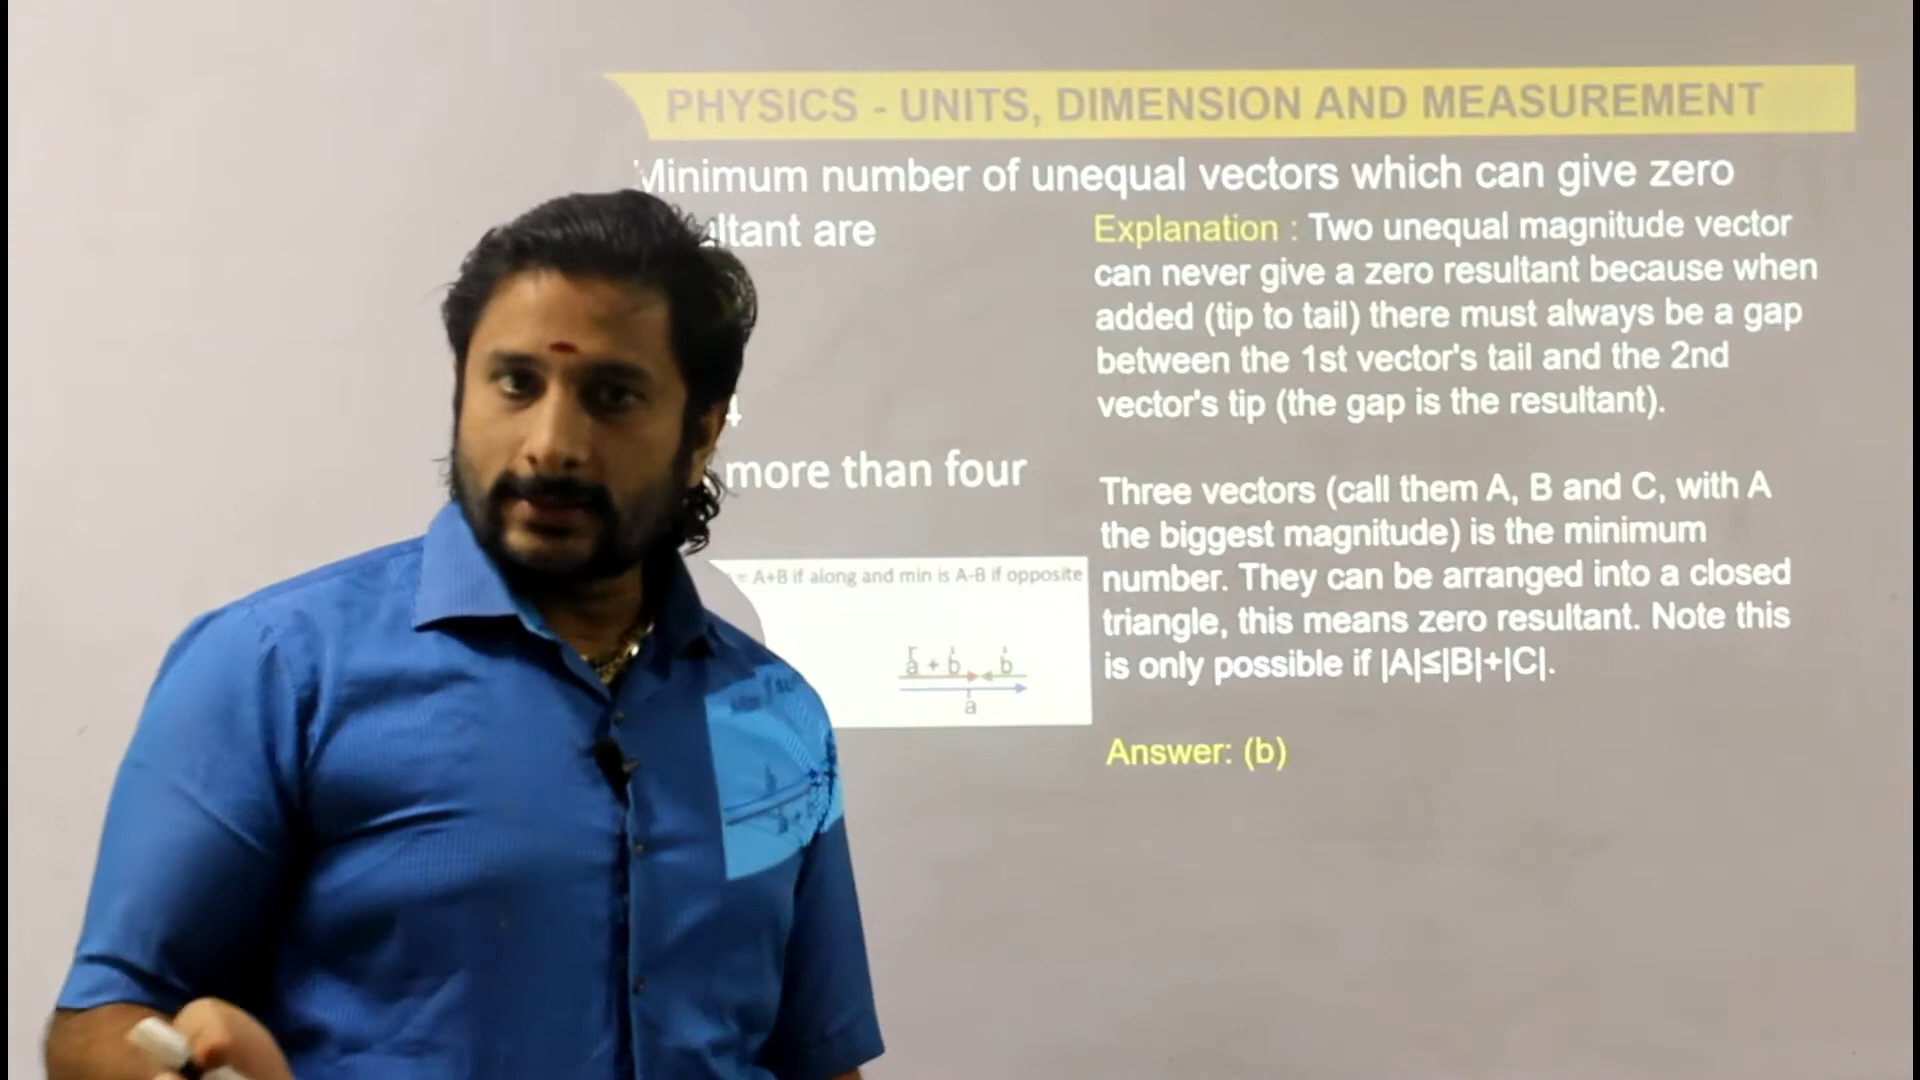 PHYSICS - UNITS, DIMENSION AND MEASUREMENT
Minimum number of unequal vectors which can give zero
ultant are
4
more than four
= A+B if along and min is A-B if opposite
a + b b
a
Explanation : Two unequal magnitude vector
can never give a zero resultant because when
added (tip to tail) there must always be a gap
between the 1st vector's tail and the 2nd
vector's tip (the gap is the resultant).
Three vectors (call them A, B and C, with A
the biggest magnitude) is the minimum
number. They can be arranged into a closed
triangle, this means zero resultant. Note this
is only possible if |A|≤|B|+|C|.
Answer: (b)